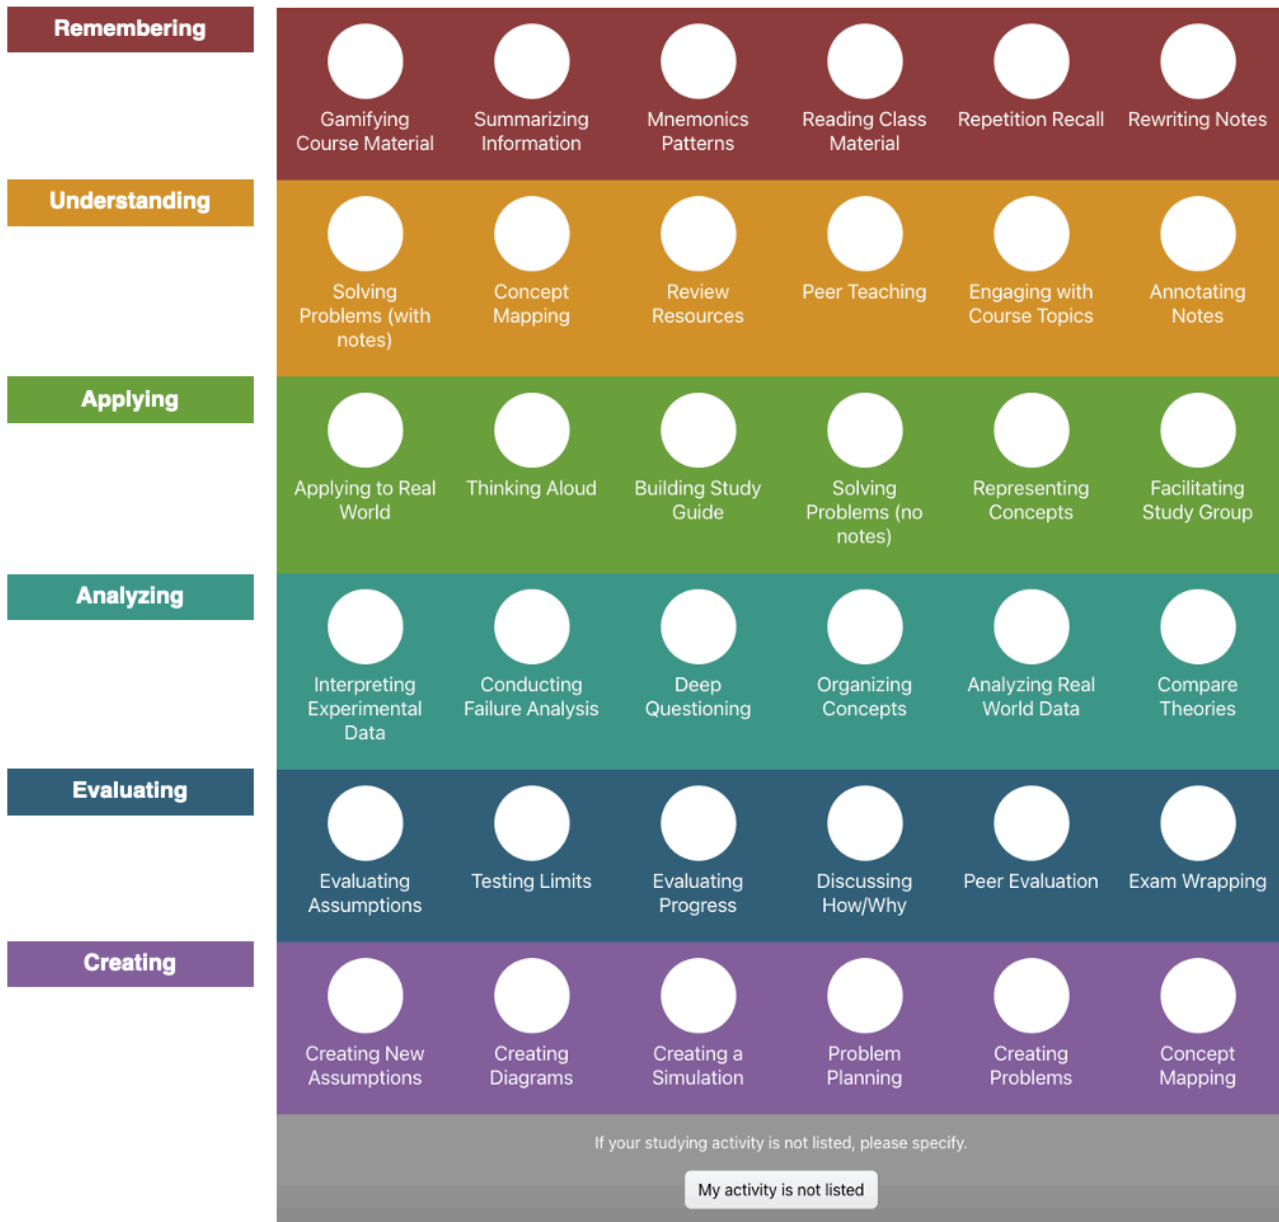 Remembering
Gamifying
Course Material
Summarizing
Information
Mnemonics
Patterns
Reading Class
Material
Repetition Recall
Rewriting Notes
Understanding
Solving
Problems (with
notes)
Concept
Mapping
Review
Resources
Peer Teaching
Engaging with
Course Topics
Annotating
Notes
Applying
Applying to Real
World
Thinking Aloud
Building Study
Guide
Solving
Problems (no
notes)
Representing
Concepts
Facilitating
Study Group
Analyzing
Interpreting
Experimental
Data
Conducting
Failure Analysis
Deep
Questioning
Organizing
Concepts
Analyzing Real
World Data
Compare
Theories
Evaluating
Evaluating
Assumptions
Testing Limits
Evaluating
Progress
Discussing
How/Why
Peer Evaluation
Exam Wrapping
Creating
Creating New
Assumptions
Creating
Diagrams
Creating a
Simulation
Problem
Planning
Creating
Problems
Concept
Mapping
If your studying activity is not listed, please specify.
My activity is not listed